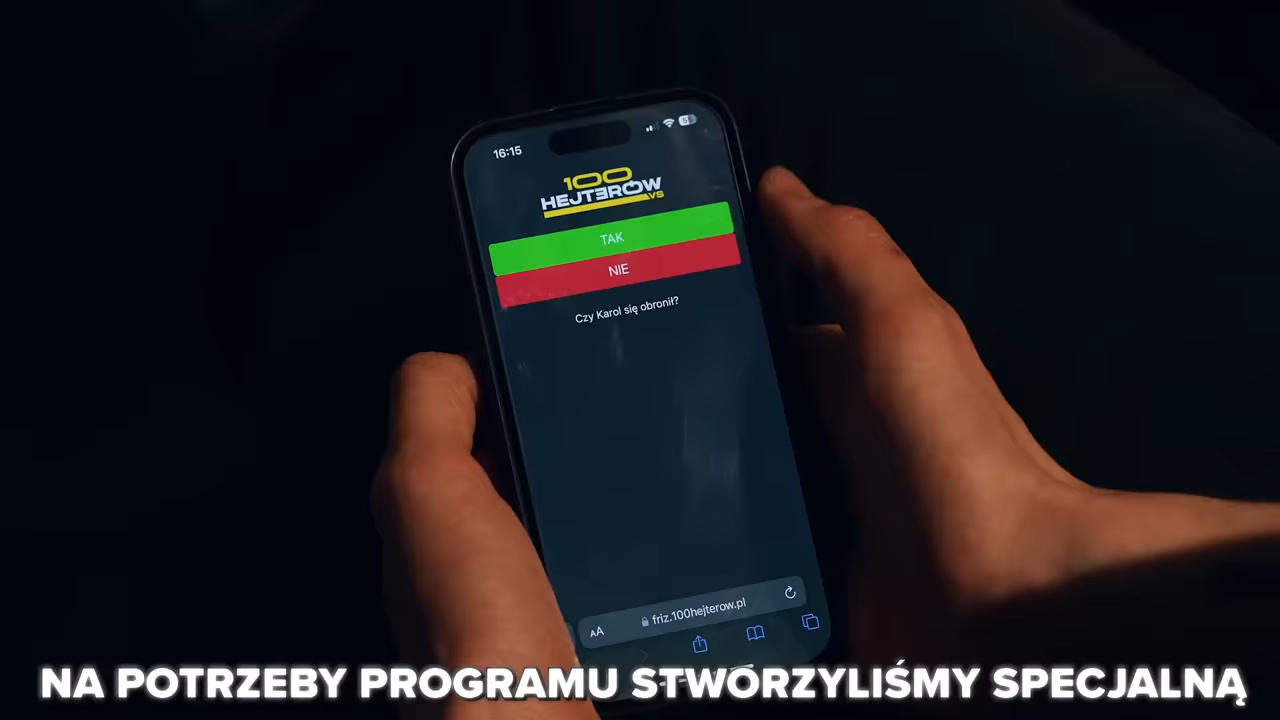 16:15
100
HEJTERÓW
VS
TAK
NIE
Czy Karol się obronił?
AA
friz.100hejterow.pl
NA POTRZEBY PROGRAMU STWORZYLIŚMY SPECJALNĄ